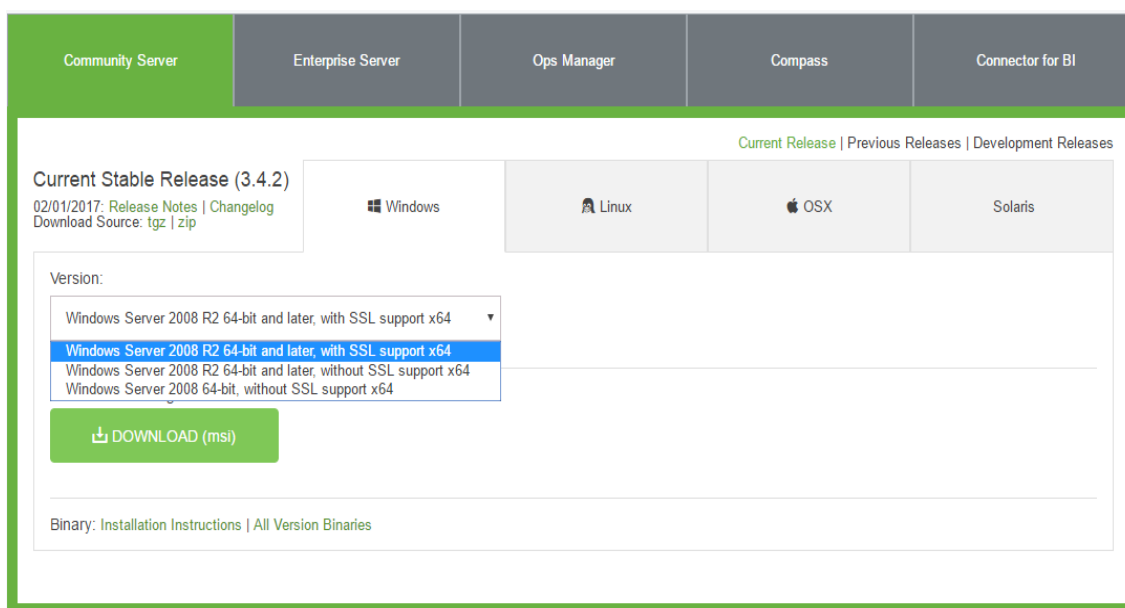 Community Server
Enterprise Server
Ops Manager
Compass
Connector for BI
Current Release | Previous Releases | Development Releases
Current Stable Release (3.4.2)
02/01/2017: Release Notes | Changelog
Download Source: tgz | zip
Windows
Linux
OSX
Solaris
Version:
Windows Server 2008 R2 64-bit and later, with SSL support x64
Windows Server 2008 R2 64-bit and later, with SSL support x64
Windows Server 2008 R2 64-bit and later, without SSL support x64
Windows Server 2008 64-bit, without SSL support x64
DOWNLOAD (msi)
Binary: Installation Instructions | All Version Binaries